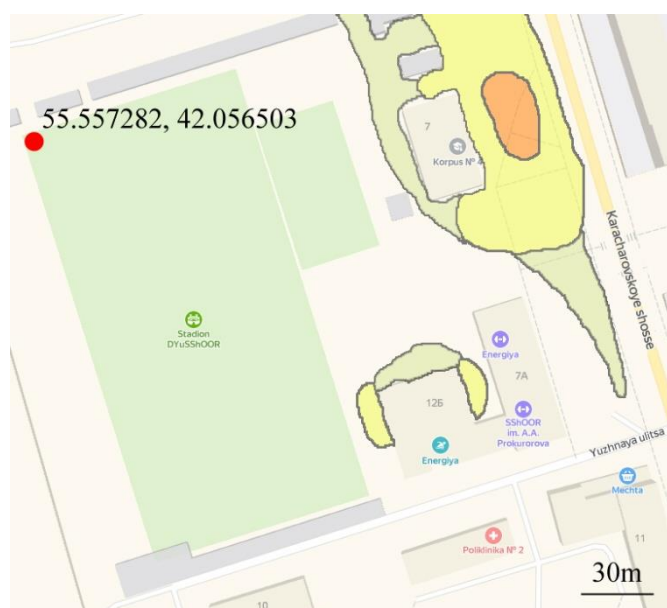 55.557282, 42.056503
7
Korpus № 4
Karacharovskoye shosse
Stadion
DYuSShOOR
Energiya
7A
12Б
SShOOR
im. A.A.
Prokurorova
Energiya
Yuzhnaya ulitsa
Mechta
Poliklinika № 2
11
10
30m